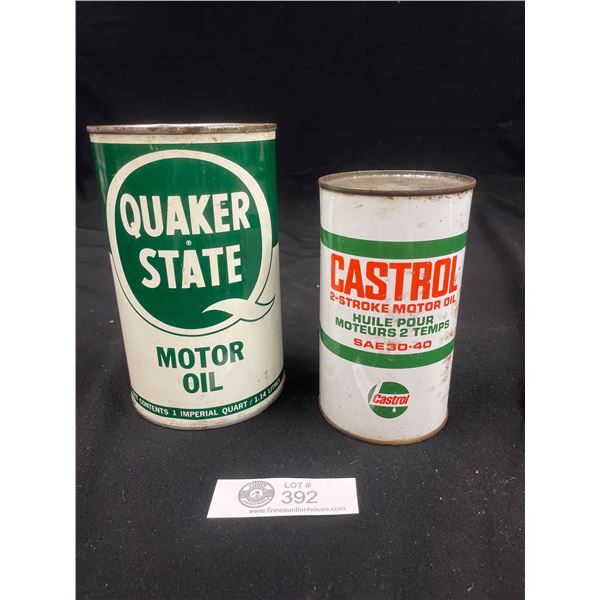 QUAKER
STATE
®
MOTOR
OIL
CONTENTS 1 IMPERIAL QUART / 1.14 LITRES
CASTROL
2-STROKE MOTOR OIL
HUILE POUR
MOTEURS 2 TEMPS
SAE 30-40
Castrol
LOT #
392
www.finnsauctionhouse.com